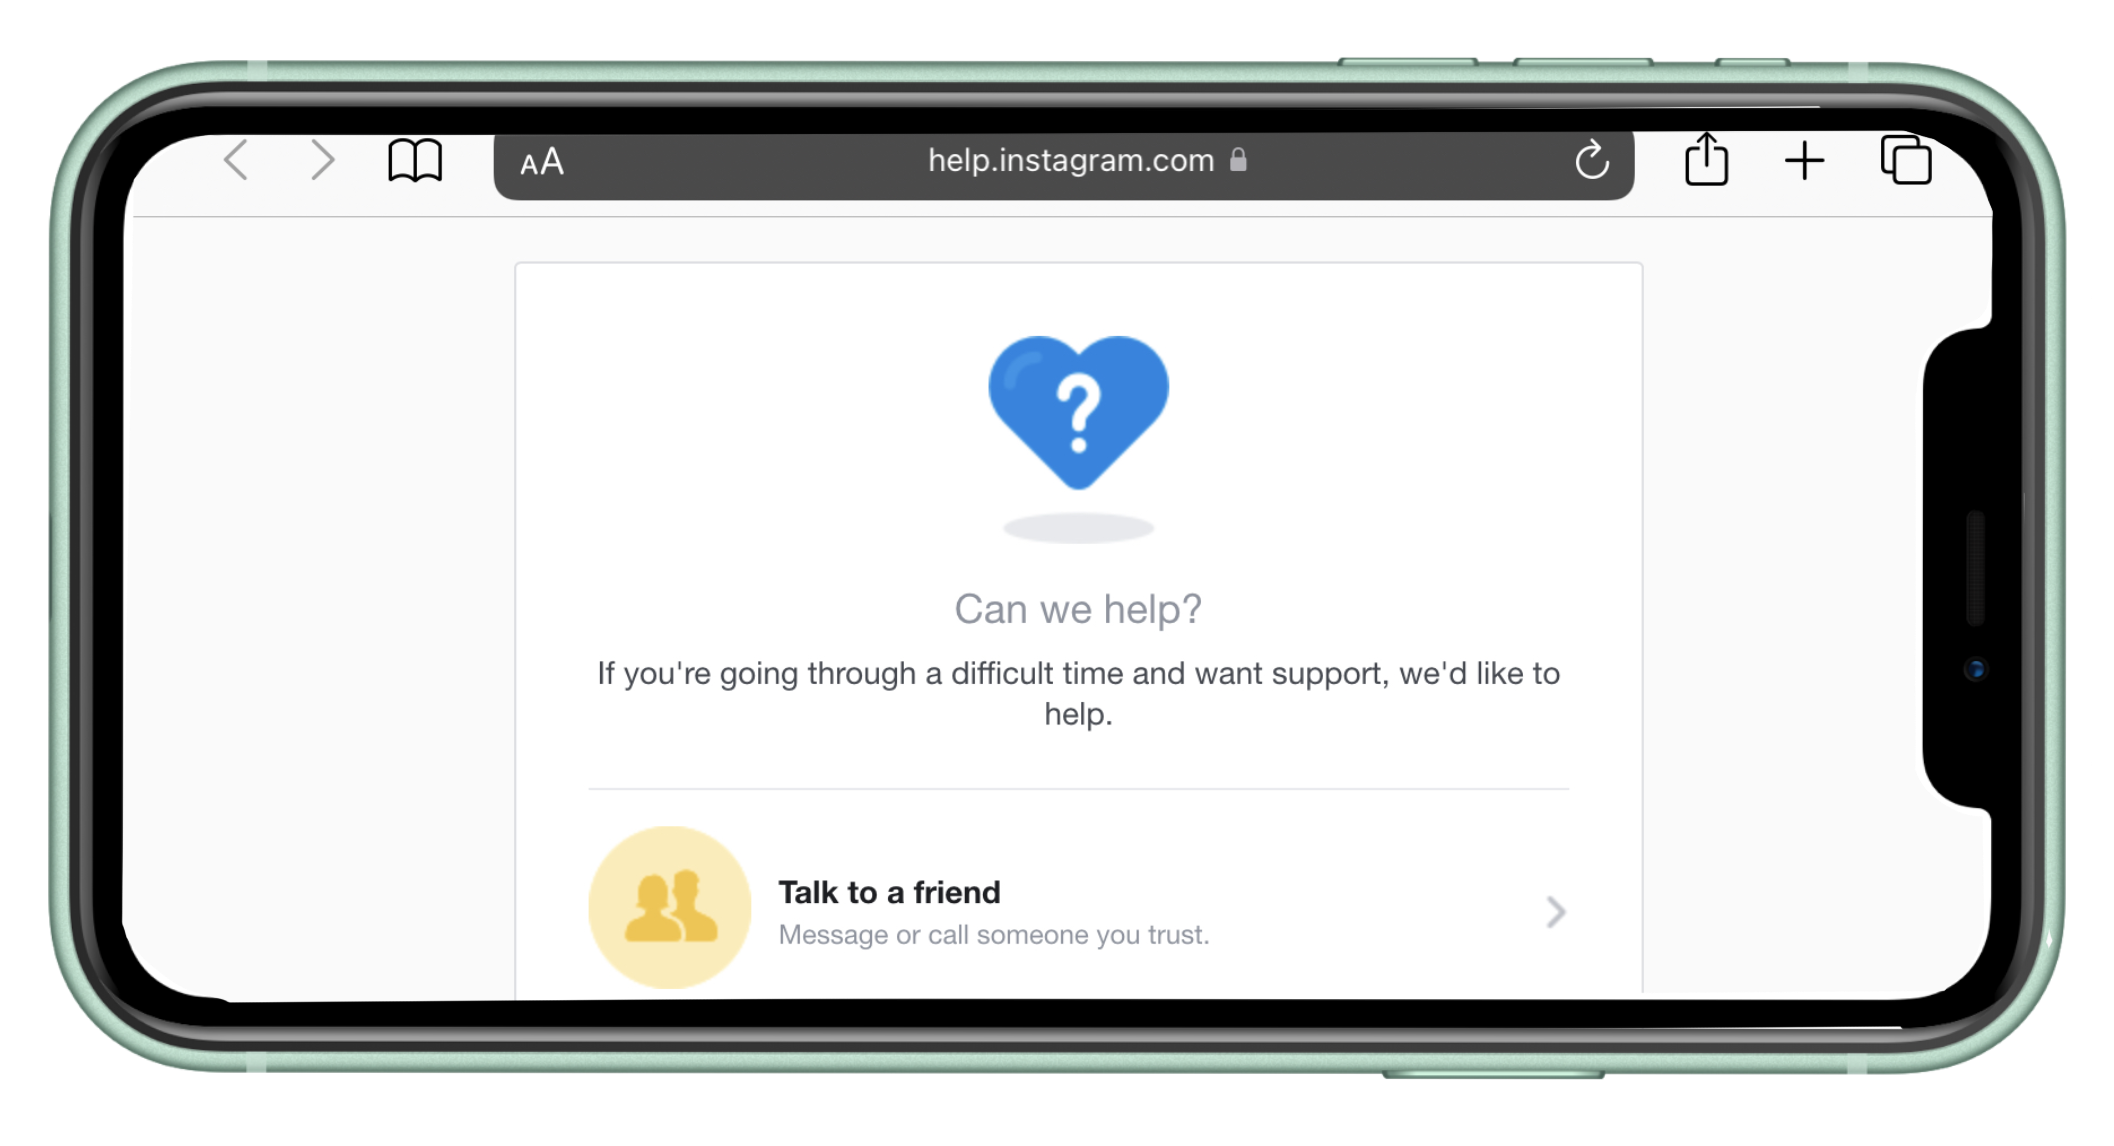 AA
help.instagram.com
?
Can we help?
If you're going through a difficult time and want support, we'd like to
help.
Talk to a friend
Message or call someone you trust.